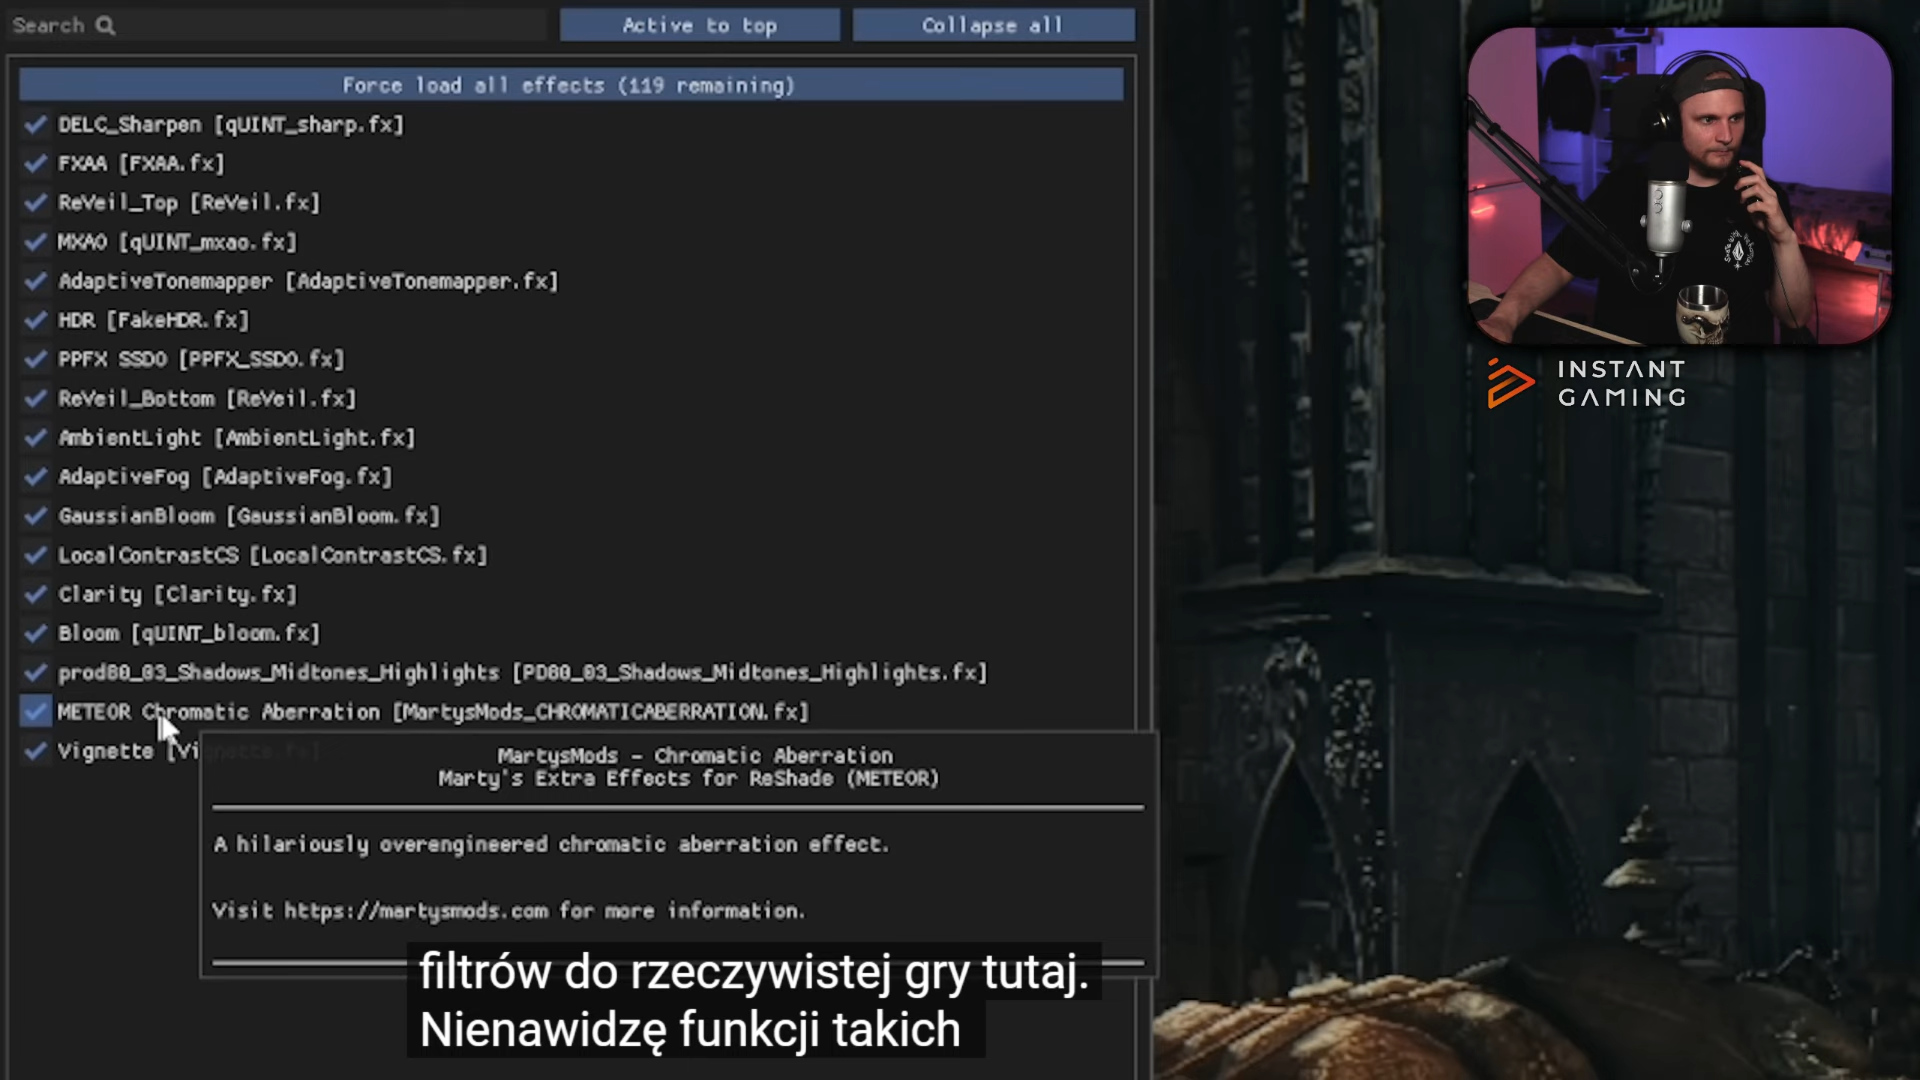 Search
Active to top
Collapse all
Force load all effects (119 remaining)
DELC_Sharpen [qUINT_sharp.fx]
FXAA [FXAA.fx]
ReVeil_Top [ReVeil.fx]
MXAO [qUINT_mxao.fx]
AdaptiveTonemapper [AdaptiveTonemapper.fx]
HDR [FakeHDR.fx]
PPFX SSDO [PPFX_SSDO.fx]
ReVeil_Bottom [ReVeil.fx]
AmbientLight [AmbientLight.fx]
AdaptiveFog [AdaptiveFog.fx]
GaussianBloom [GaussianBloom.fx]
LocalContrastCS [LocalContrastCS.fx]
Clarity [Clarity.fx]
Bloom [qUINT_bloom.fx]
prod80_03_Shadows_Midtones_Highlights [PD80_03_Shadows_Midtones_Highlights.fx]
METEOR Chromatic Aberration [MartysMods_CHROMATICABERRATION.fx]
Vignette [Vignette.fx]
MartysMods - Chromatic Aberration
Marty's Extra Effects for ReShade (METEOR)
A hilariously overengineered chromatic aberration effect.
Visit https://martysmods.com for more information.
filtrów do rzeczywistej gry tutaj.
Nienawidzę funkcji takich
INSTANT
GAMING